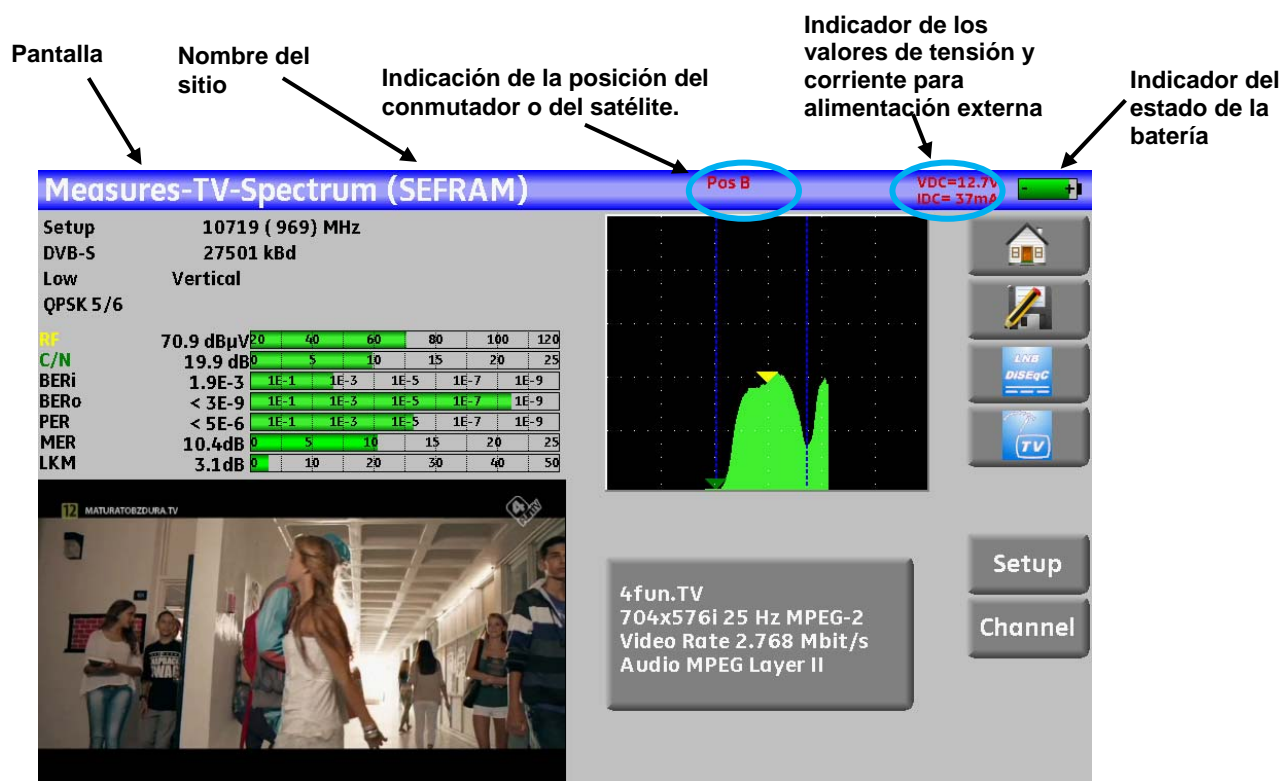 Pantalla
Nombre del
sitio
Indicación de la posición del
conmutador o del satélite.
Indicador de los
valores de tensión y
corriente para
alimentación externa
Indicador del
estado de la
batería
Measures-TV-Spectrum (SEFRAM)
Pos B
VDC=12.7V
IDC= 37mA
- +
Setup 10719 ( 969) MHz
DVB-S 27501 kBd
Low Vertical
QPSK 5/6
RF 70.9 dBµV 20 40 60 80 100 120
C/N 19.9 dB 0 5 10 15 20 25
BERi 1.9E-3 1E-1 1E-3 1E-5 1E-7 1E-9
BERo < 3E-9 1E-1 1E-3 1E-5 1E-7 1E-9
PER < 5E-6 1E-1 1E-3 1E-5 1E-7 1E-9
MER 10.4dB 0 5 10 15 20 25
LKM 3.1dB 0 10 20 30 40 50
LNB
DiSEqC
TV
12 MATURATOBZDURA.TV
Setup
Channel
4fun.TV
704x576i 25 Hz MPEG-2
Video Rate 2.768 Mbit/s
Audio MPEG Layer II